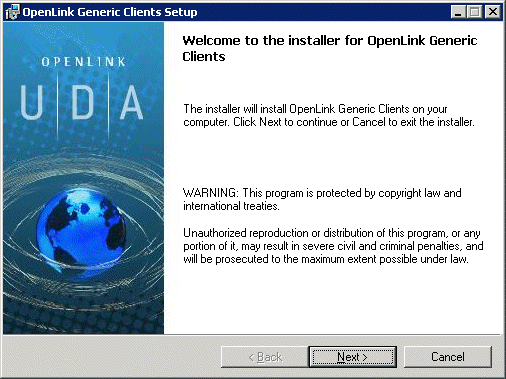 OpenLink Generic Clients Setup
OPENLINK
U D A
Welcome to the installer for OpenLink Generic
Clients
The installer will install OpenLink Generic Clients on your
computer. Click Next to continue or Cancel to exit the installer.
WARNING: This program is protected by copyright law and
international treaties.
Unauthorized reproduction or distribution of this program, or any
portion of it, may result in severe civil and criminal penalties, and
will be prosecuted to the maximum extent possible under law.
< Back Next > Cancel